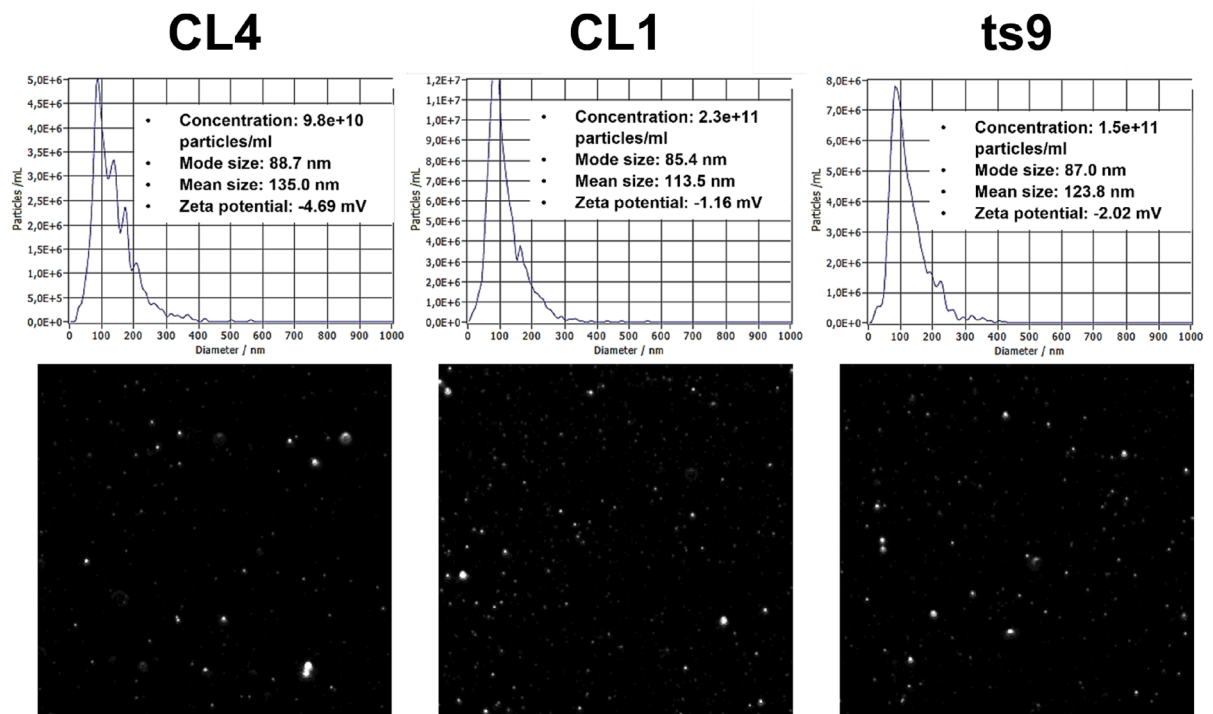 CL4
CL1
ts9
5,0E+6
4,5E+6
4,0E+6
3,5E+6
3,0E+6
2,5E+6
2,0E+6
1,5E+6
1,0E+6
5,0E+5
0,0E+0
Particles /mL
• Concentration: 9.8e+10
particles/ml
• Mode size: 88.7 nm
• Mean size: 135.0 nm
• Zeta potential: -4.69 mV
0 100 200 300 400 500 600 700 800 900 1000
Diameter / nm
1,2E+7
1,1E+7
1,0E+7
9,0E+6
8,0E+6
7,0E+6
6,0E+6
5,0E+6
4,0E+6
3,0E+6
2,0E+6
1,0E+6
0,0E+0
Particles /mL
• Concentration: 2.3e+11
particles/ml
• Mode size: 85.4 nm
• Mean size: 113.5 nm
• Zeta potential: -1.16 mV
0 100 200 300 400 500 600 700 800 900 1000
Diameter / nm
8,0E+6
7,0E+6
6,0E+6
5,0E+6
4,0E+6
3,0E+6
2,0E+6
1,0E+6
0,0E+0
Particles /mL
• Concentration: 1.5e+11
particles/ml
• Mode size: 87.0 nm
• Mean size: 123.8 nm
• Zeta potential: -2.02 mV
0 100 200 300 400 500 600 700 800 900 1000
Diameter / nm